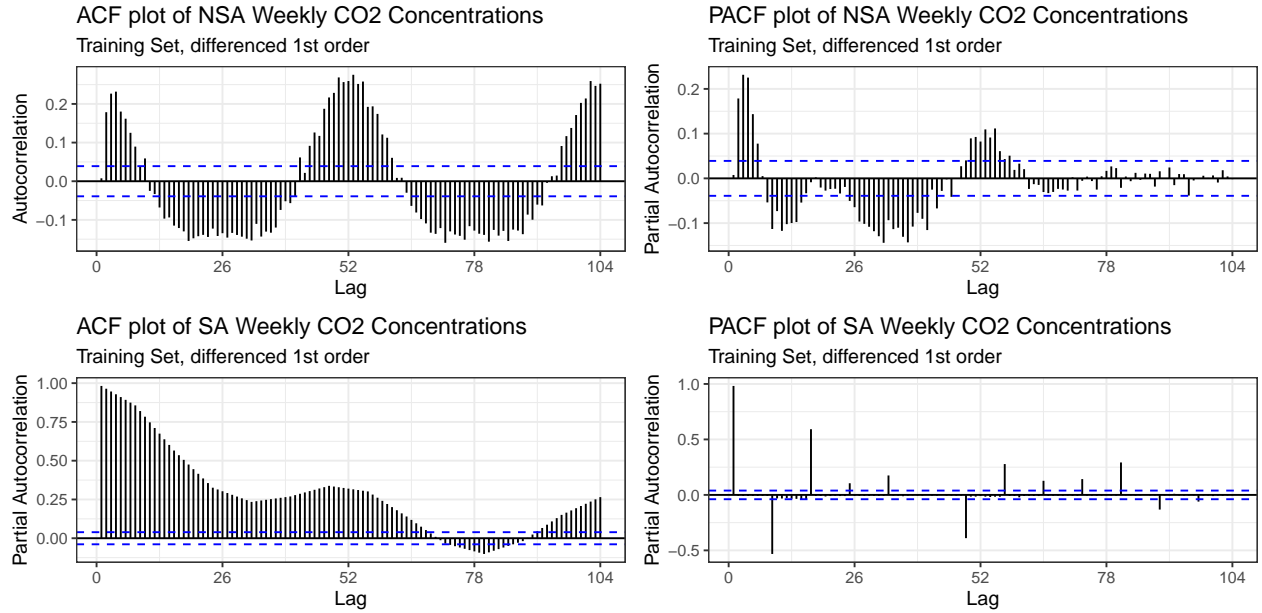 ACF plot of NSA Weekly CO2 Concentrations
Training Set, differenced 1st order
Autocorrelation
0.2
0.1
0.0
−0.1
0 26 52 78 104
Lag
PACF plot of NSA Weekly CO2 Concentrations
Training Set, differenced 1st order
Partial Autocorrelation
0.2
0.1
0.0
−0.1
0 26 52 78 104
Lag
ACF plot of SA Weekly CO2 Concentrations
Training Set, differenced 1st order
Partial Autocorrelation
1.00
0.75
0.50
0.25
0.00
0 26 52 78 104
Lag
PACF plot of SA Weekly CO2 Concentrations
Training Set, differenced 1st order
Partial Autocorrelation
1.0
0.5
0.0
−0.5
0 26 52 78 104
Lag